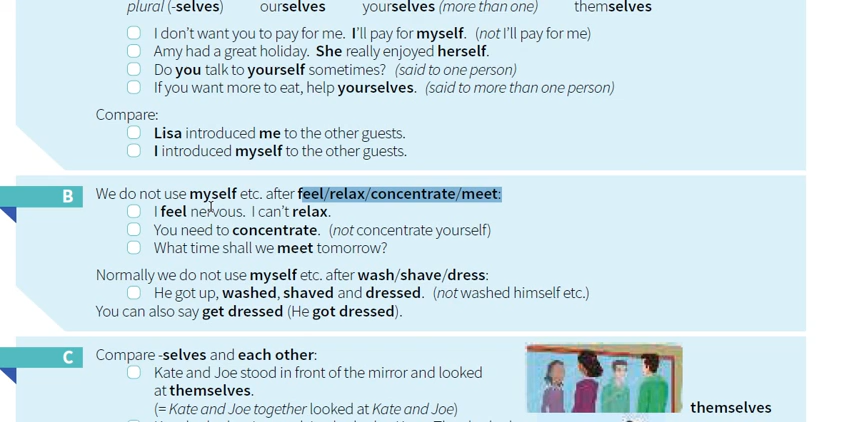 plural (-selves) ourselves yourselves (more than one) themselves
I don't want you to pay for me. I'll pay for myself. (not I'll pay for me)
Amy had a great holiday. She really enjoyed herself.
Do you talk to yourself sometimes? (said to one person)
If you want more to eat, help yourselves. (said to more than one person)
Compare:
Lisa introduced me to the other guests.
I introduced myself to the other guests.
B
We do not use myself etc. after feel/relax/concentrate/meet:
I feel nervous. I can't relax.
You need to concentrate. (not concentrate yourself)
What time shall we meet tomorrow?
Normally we do not use myself etc. after wash/shave/dress:
He got up, washed, shaved and dressed. (not washed himself etc.)
You can also say get dressed (He got dressed).
C
Compare -selves and each other:
Kate and Joe stood in front of the mirror and looked
at themselves.
(= Kate and Joe together looked at Kate and Joe)
themselves